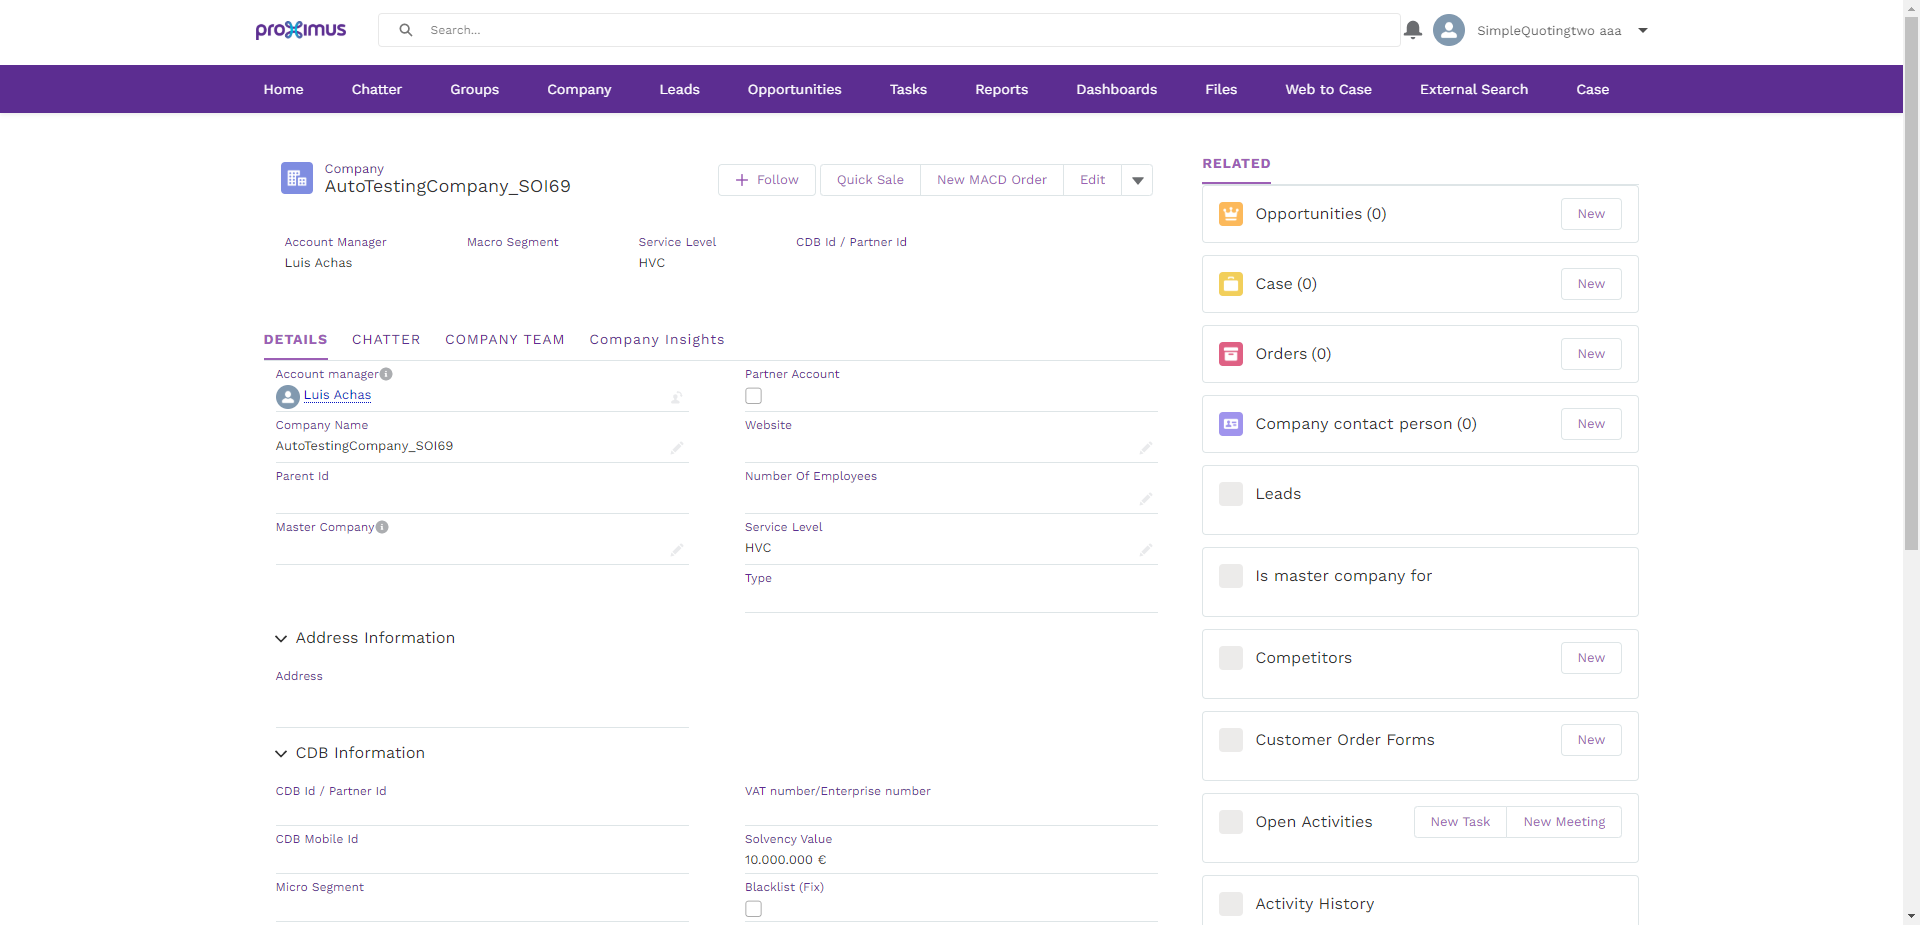 proximus
Search...
SimpleQuotingtwo aaa
Home Chatter Groups Company Leads Opportunities Tasks Reports Dashboards Files Web to Case External Search Case
Company
AutoTestingCompany_SOI69
Follow Quick Sale New MACD Order Edit
Account Manager Macro Segment Service Level CDB Id / Partner Id
Luis Achas HVC
DETAILS CHATTER COMPANY TEAM Company Insights
Account manager Partner Account
Luis Achas
Company Name Website
AutoTestingCompany_SOI69
Parent Id Number Of Employees
Master Company Service Level
HVC
Type
Address Information
Address
CDB Information
CDB Id / Partner Id VAT number/Enterprise number
CDB Mobile Id Solvency Value
10.000.000 €
Micro Segment Blacklist (Fix)
RELATED
Opportunities (0) New
Case (0) New
Orders (0) New
Company contact person (0) New
Leads
Is master company for
Competitors New
Customer Order Forms New
Open Activities New Task New Meeting
Activity History